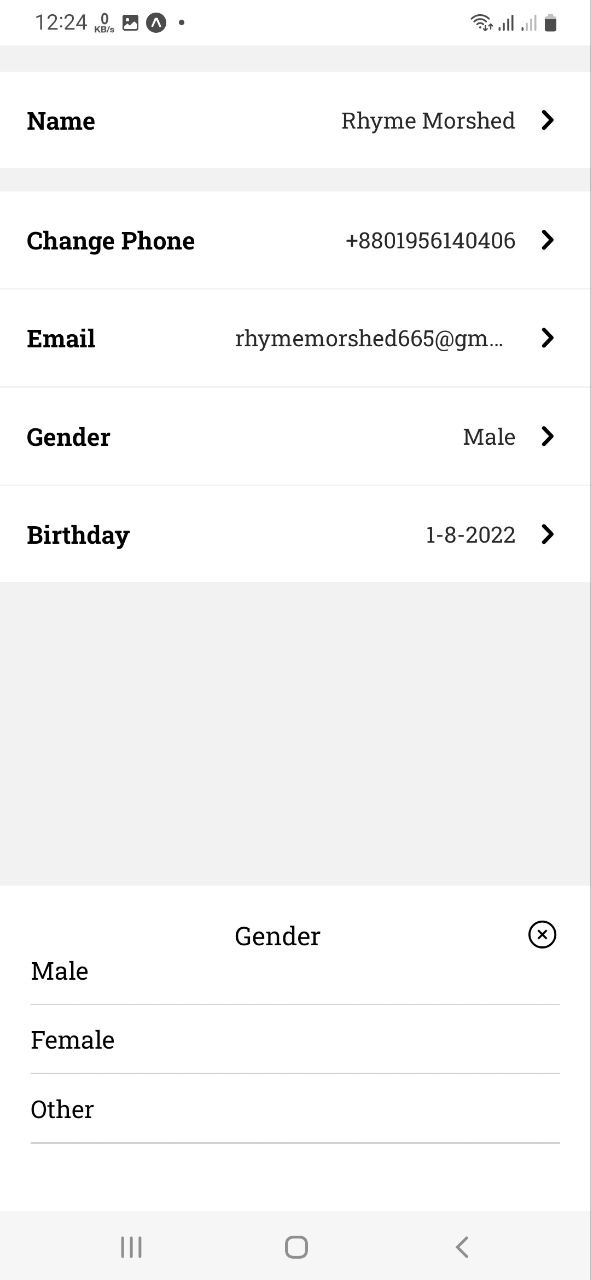 12:24 0 KB/s
Name Rhyme Morshed
Change Phone +8801956140406
Email rhymemorshed665@gm...
Gender Male
Birthday 1-8-2022
Gender
Male
Female
Other